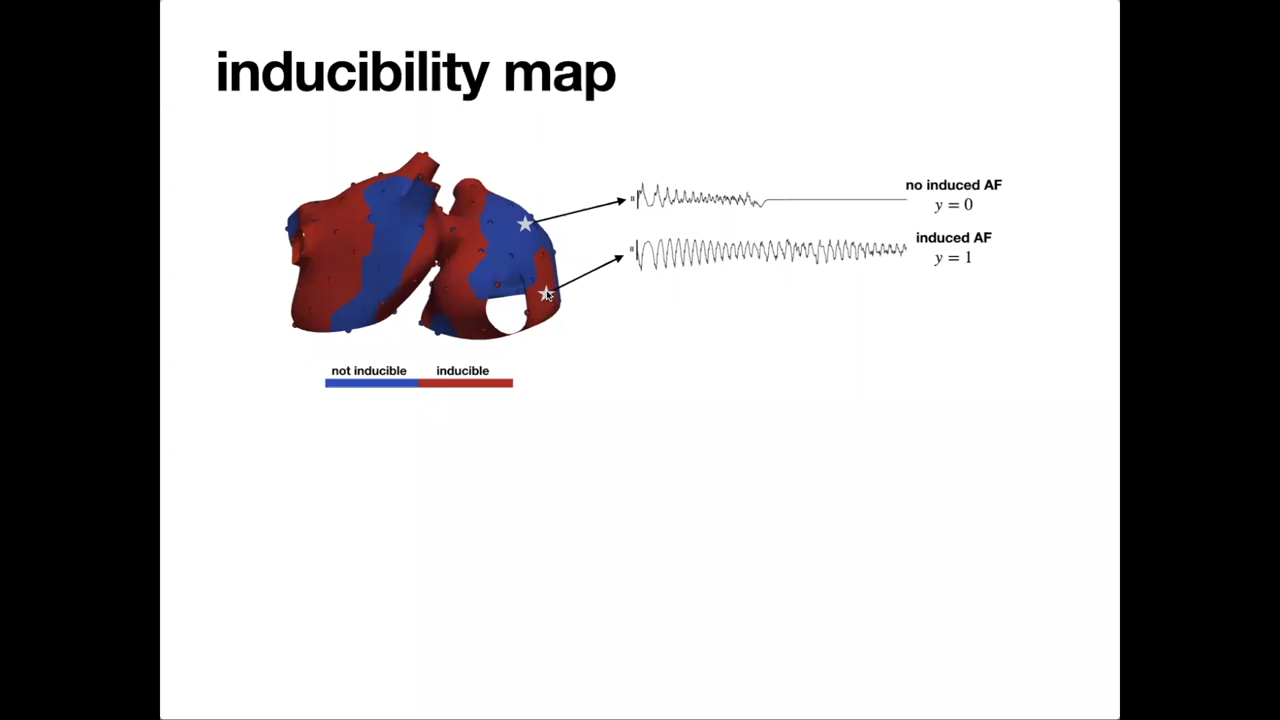 inducibility map
no induced AF
y = 0
induced AF
y = 1
not inducible inducible